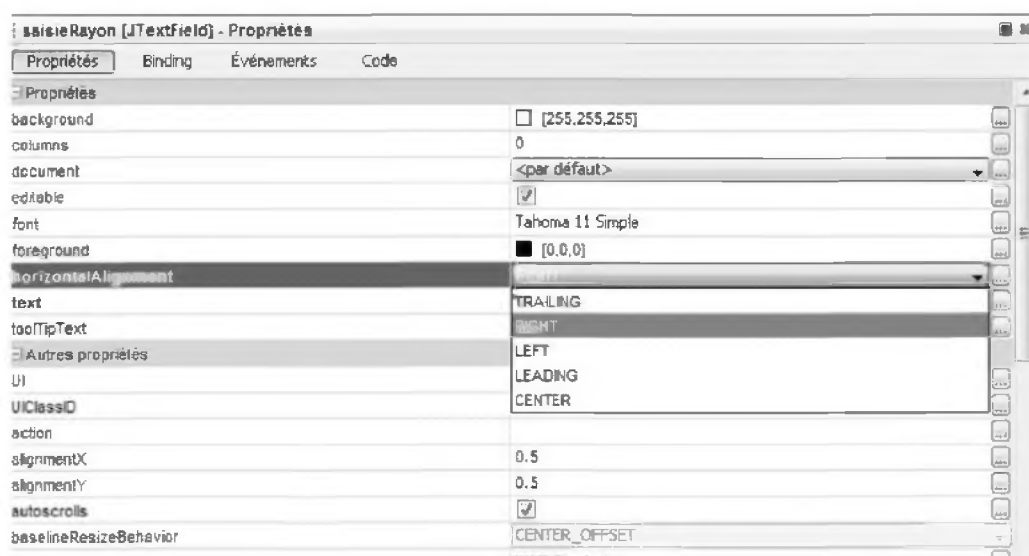 saisieRayon [JTextField] - Propriétés
Propriétés Binding Événements Code
Propriétés
background [255,255,255]
columns 0
document <par défaut>
editable
font Tahoma 11 Simple
foreground [0,0,0]
horizontalAlignment
text TRAILING
toolTipText RIGHT
Autres propriétés LEFT
UI LEADING
UIClassID CENTER
action
alignmentX 0.5
alignmentY 0.5
autoscrolls
baselineResizeBehavior CENTER_OFFSET